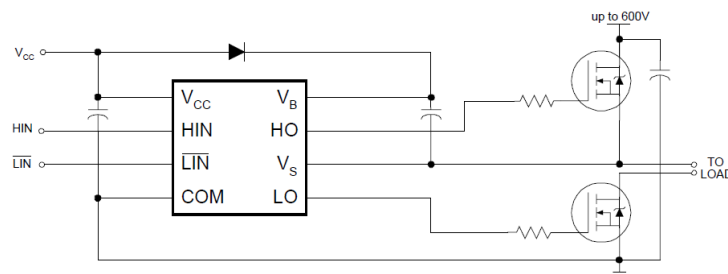 up to 600V
VCC
VCC VB
HIN HIN HO
LIN LIN VS TO
LOAD
COM LO